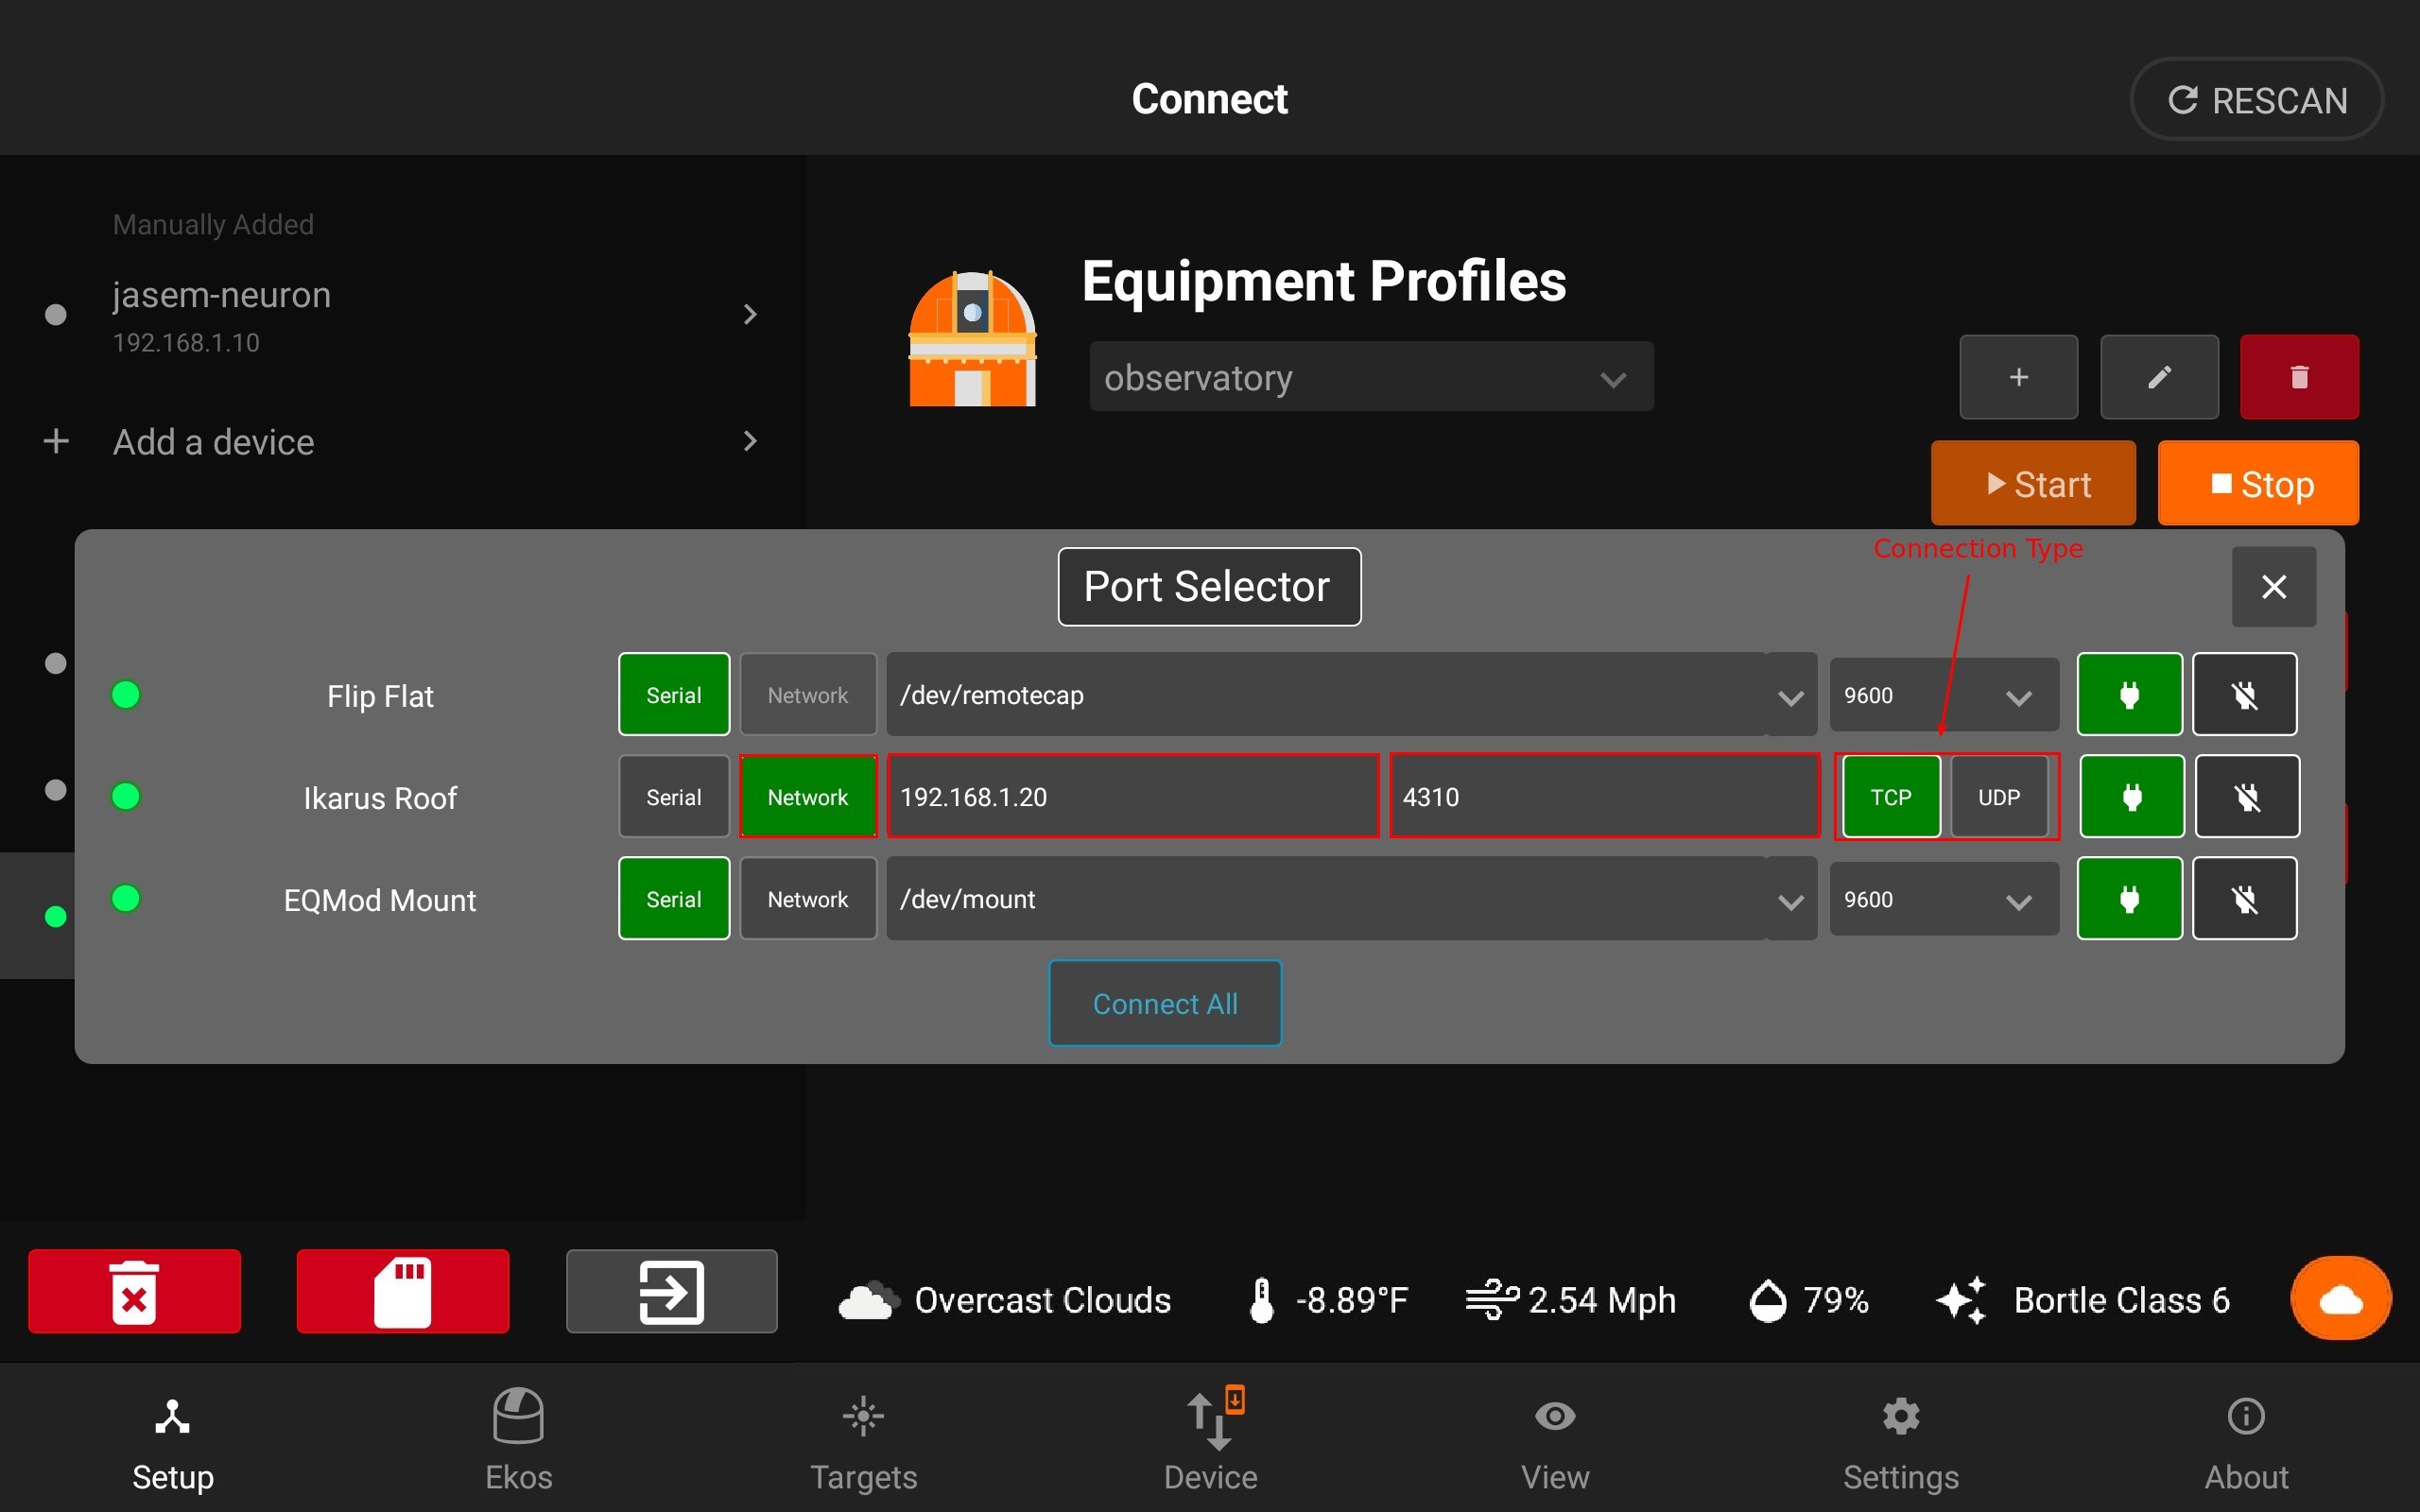 Connect
RESCAN
Manually Added
jasem-neuron
192.168.1.10
Add a device
Equipment Profiles
observatory
Start
Stop
Connection Type
Port Selector
Flip Flat
Serial
Network
/dev/remotecap
9600
Ikarus Roof
Serial
Network
192.168.1.20
4310
TCP
UDP
EQMod Mount
Serial
Network
/dev/mount
9600
Connect All
Overcast Clouds
-8.89°F
2.54 Mph
79%
Bortle Class 6
Setup
Ekos
Targets
Device
View
Settings
About